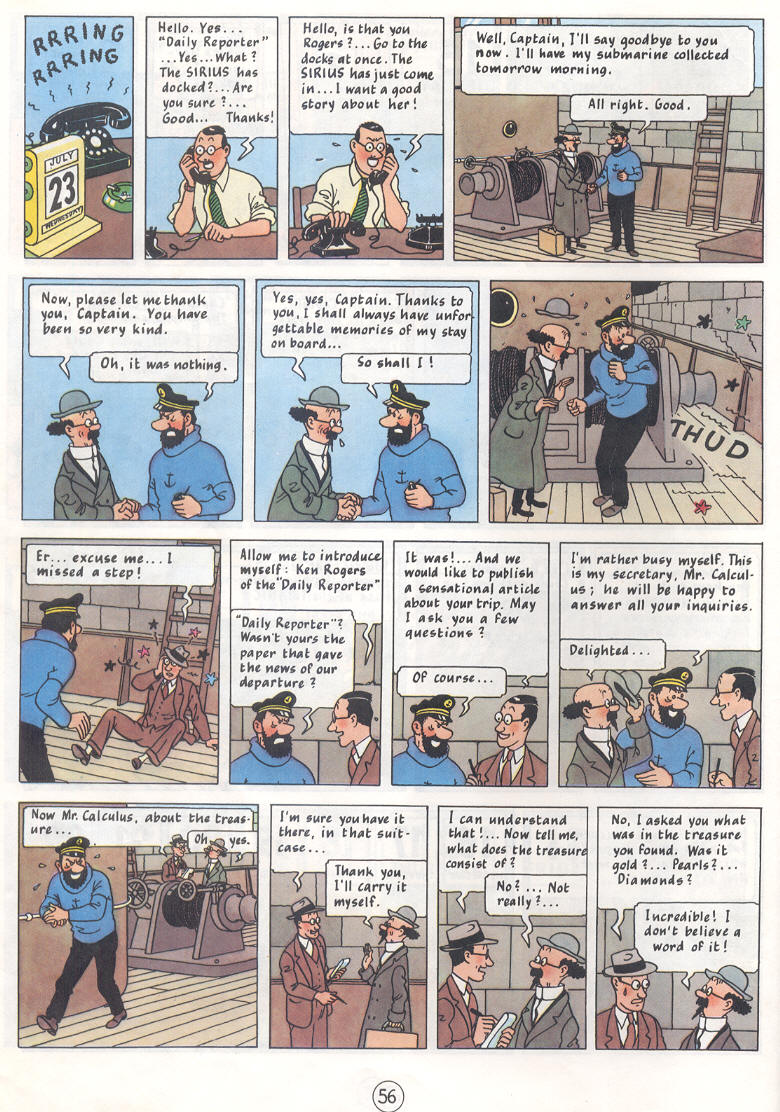 RRRING
RRRING
JULY
23
WEDNESDAY
Hello. Yes...
"Daily Reporter"
...Yes...What?
The SIRIUS has
docked?...Are
you sure?...
Good... Thanks!
Hello, is that you
Rogers?...Go to the
docks at once. The
SIRIUS has just come
in...I want a good
story about her!
Well, Captain, I'll say goodbye to you
now. I'll have my submarine collected
tomorrow morning.
All right. Good.
Now, please let me thank
you, Captain. You have
been so very kind.
Oh, it was nothing.
Yes, yes, Captain. Thanks to
you, I shall always have unfor-
gettable memories of my stay
on board...
So shall I!
THUD
Er... excuse me... I
missed a step!
Allow me to introduce
myself: Ken Rogers
of the "Daily Reporter"
"Daily Reporter"?
Wasn't yours the
paper that gave
the news of our
departure?
It was!... And we
would like to publish
a sensational article
about your trip. May
I ask you a few
questions?
Of course...
I'm rather busy myself. This
is my secretary, Mr. Calcul-
us; he will be happy to
answer all your inquiries.
Delighted...
Now Mr. Calculus, about the treas-
ure...
Oh, yes.
I'm sure you have it
there, in that suit-
case...
Thank you,
I'll carry it
myself.
I can understand
that!... Now tell me,
what does the treasure
consist of?
No?... Not
really?...
No, I asked you what
was in the treasure
you found. Was it
gold?... Pearls?...
Diamonds?
Incredible! I
don't believe a
word of it!
56